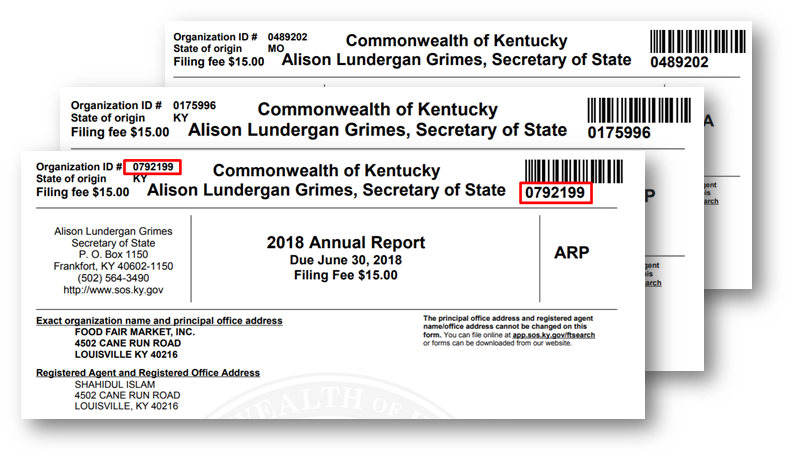 Organization ID # 0489202
State of origin MO
Filing fee $15.00
Commonwealth of Kentucky
Alison Lundergan Grimes, Secretary of State
0489202
Organization ID # 0175996
State of origin KY
Filing fee $15.00
Commonwealth of Kentucky
Alison Lundergan Grimes, Secretary of State
0175996
Organization ID # 0792199
State of origin KY
Filing fee $15.00
Commonwealth of Kentucky
Alison Lundergan Grimes, Secretary of State
0792199
Alison Lundergan Grimes
Secretary of State
P. O. Box 1150
Frankfort, KY 40602-1150
(502) 564-3490
http://www.sos.ky.gov
2018 Annual Report
Due June 30, 2018
Filing Fee $15.00
ARP
Exact organization name and principal office address
FOOD FAIR MARKET, INC.
4502 CANE RUN ROAD
LOUISVILLE KY 40216
The principal office address and registered agent
name/office address cannot be changed on this
form. You can file online at app.sos.ky.gov/ftsearch
or forms can be downloaded from our website.
Registered Agent and Registered Office Address
SHAHIDUL ISLAM
4502 CANE RUN ROAD
LOUISVILLE, KY 40216